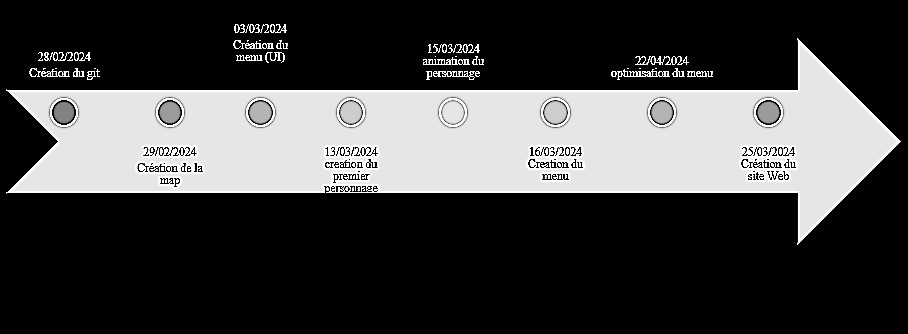 28/02/2024
Création du git
29/02/2024
Création de la
map
03/03/2024
Création du
menu (UI)
13/03/2024
creation du
premier
personnage
15/03/2024
animation du
personnage
16/03/2024
Creation du
menu
22/04/2024
optimisation du menu
25/03/2024
Création du
site Web